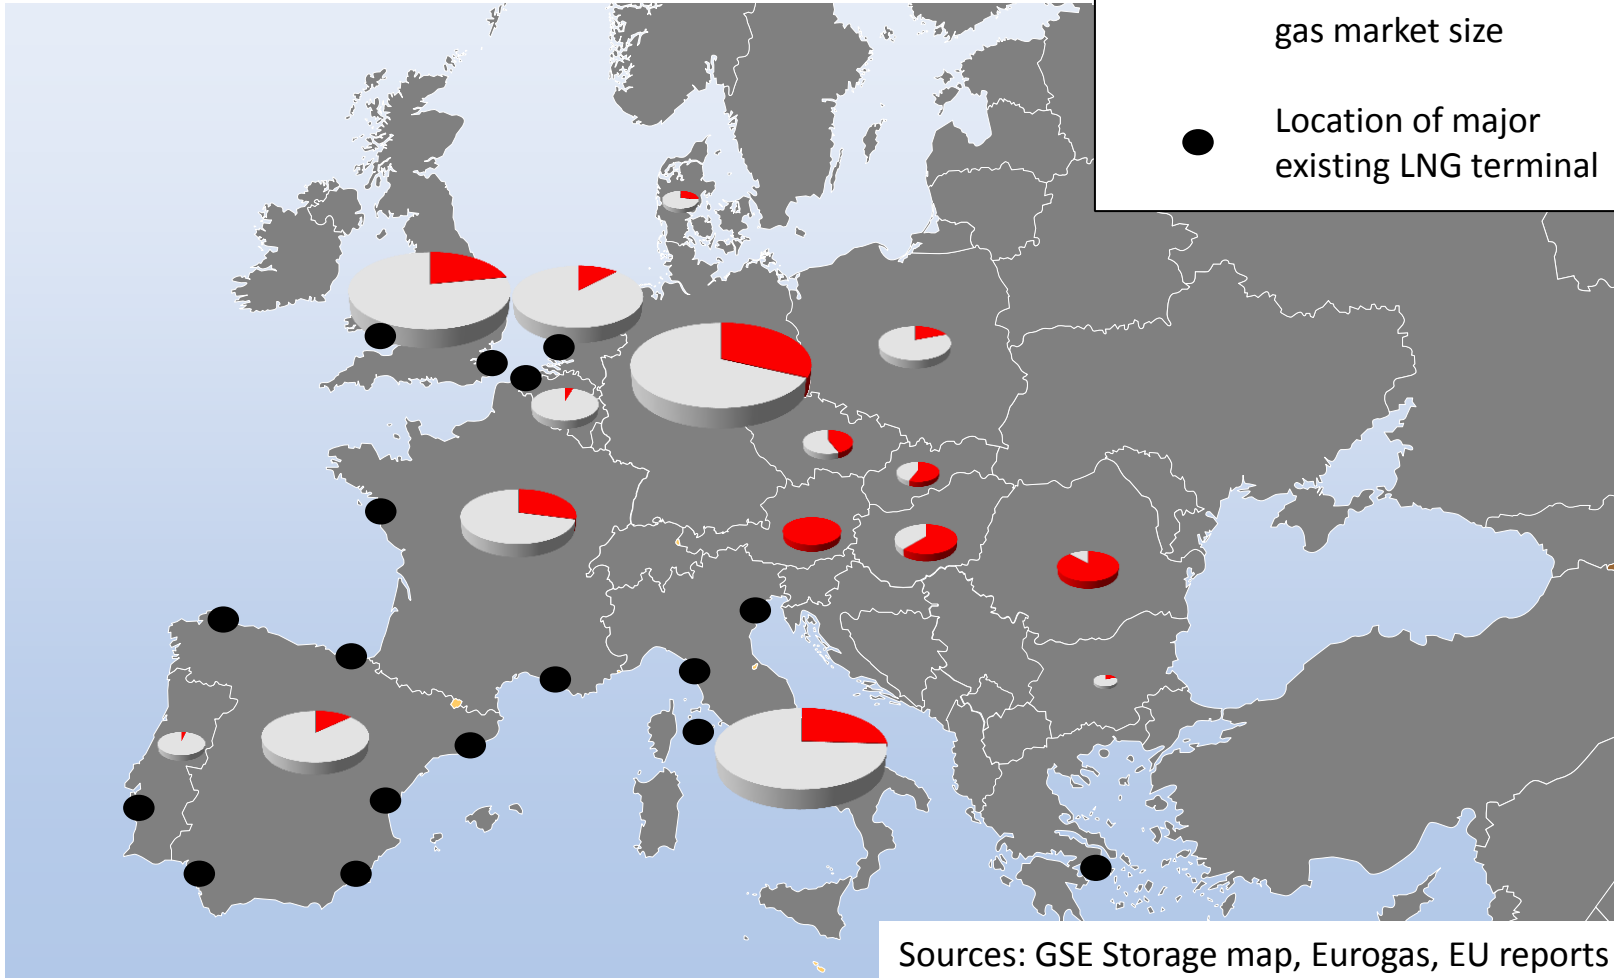 gas market size
Location of major
existing LNG terminal
Sources: GSE Storage map, Eurogas, EU reports